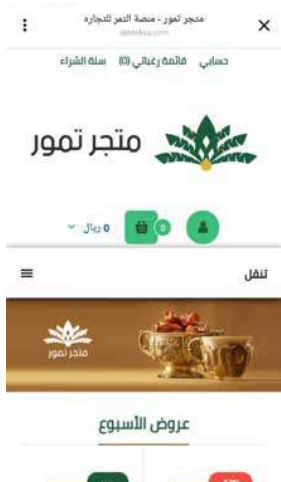 متجر تمور - منصة التمر للتجارة
حسابي قائمة رغباتي (0) سلة الشراء
متجر تمور
0
0 ريال
تنقل
متجر تمور
عروض الأسبوع